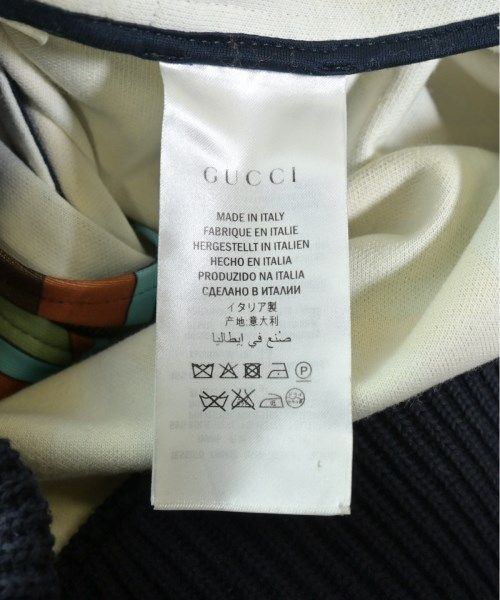 GUCCI
MADE IN ITALY
FABRIQUE EN ITALIE
HERGESTELLT IN ITALIEN
HECHO EN ITALIA
PRODUZIDO NA ITALIA
СДЕЛАНО В ИТАЛИИ
イタリア製
产地意大利
صنع في إيطاليا
P